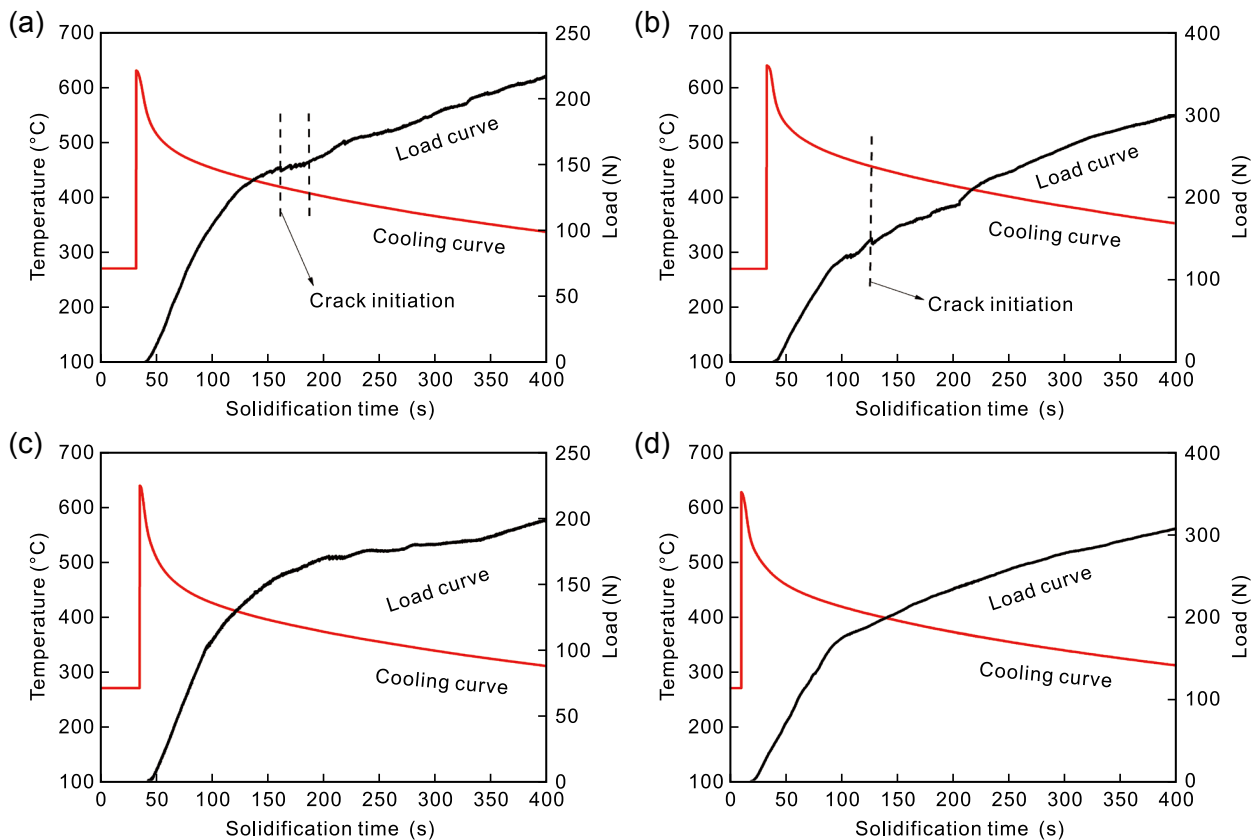 (a)
700
600
500
400
300
200
100
Temperature (°C)
250
200
150
100
50
0
Load (N)
Load curve
Cooling curve
Crack initiation
0 50 100 150 200 250 300 350 400
Solidification time (s)
(b)
700
600
500
400
300
200
100
Temperature (°C)
400
300
200
100
0
Load (N)
Load curve
Cooling curve
Crack initiation
0 50 100 150 200 250 300 350 400
Solidification time (s)
(c)
700
600
500
400
300
200
100
Temperature (°C)
250
200
150
100
50
0
Load (N)
Load curve
Cooling curve
0 50 100 150 200 250 300 350 400
Solidification time (s)
(d)
700
600
500
400
300
200
100
Temperature (°C)
400
300
200
100
0
Load (N)
Load curve
Cooling curve
0 50 100 150 200 250 300 350 400
Solidification time (s)